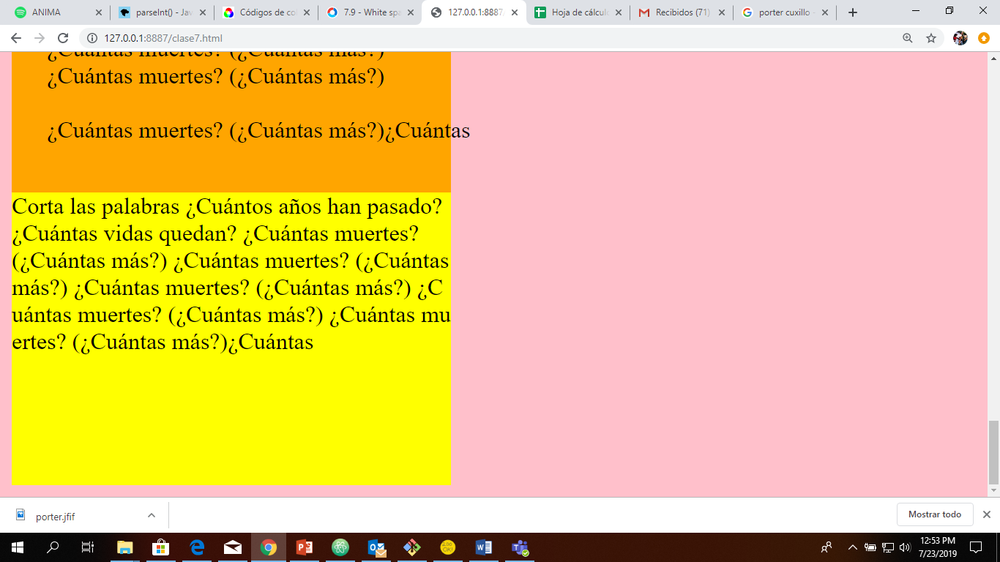 ANIMA
parseInt() - Jav
Códigos de co
7.9 - White spa
127.0.0.1:8887/
Hoja de cálcul
Recibidos (71)
porter cuxillo -
127.0.0.1:8887/clase7.html
¿Cuántas muertes? (¿Cuántas más?)
¿Cuántas muertes? (¿Cuántas más?)
¿Cuántas muertes? (¿Cuántas más?)¿Cuántas
Corta las palabras ¿Cuántos años han pasado?
¿Cuántas vidas quedan? ¿Cuántas muertes?
(¿Cuántas más?) ¿Cuántas muertes? (¿Cuántas
más?) ¿Cuántas muertes? (¿Cuántas más?) ¿C
uántas muertes? (¿Cuántas más?) ¿Cuántas mu
ertes? (¿Cuántas más?)¿Cuántas
porter.jfif
Mostrar todo
12:53 PM
7/23/2019